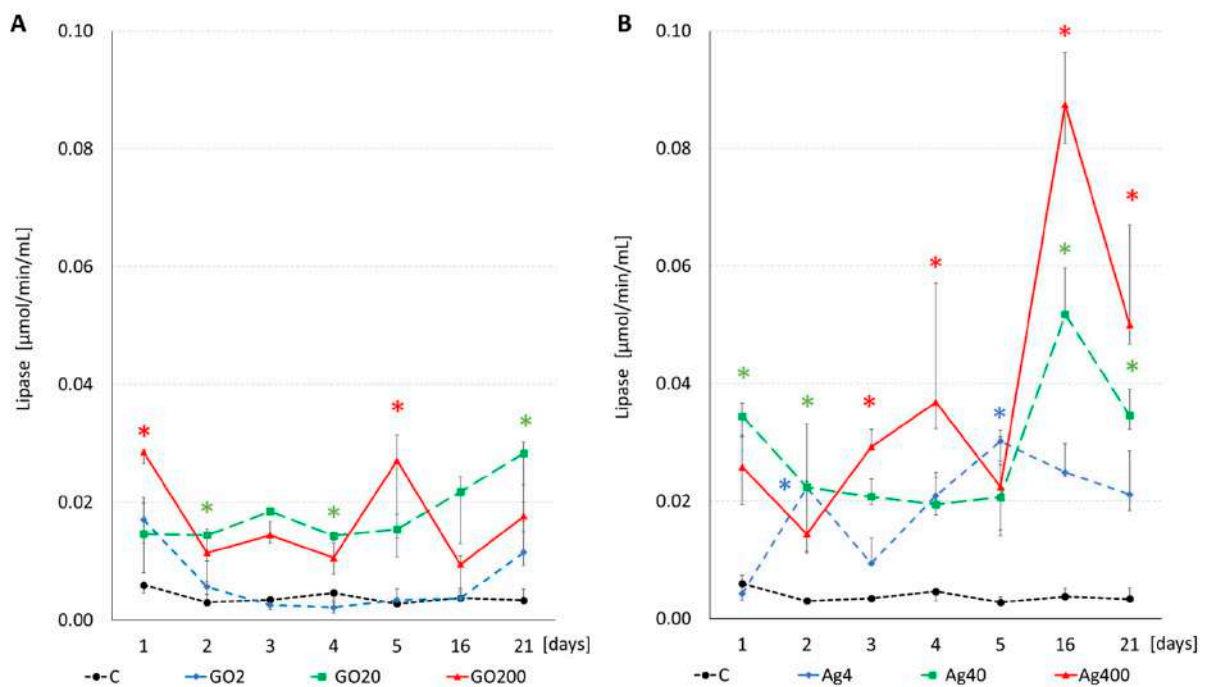 A
0.10
0.08
0.06
0.04
0.02
0.00
Lipase [µmol/min/mL]
* * * * *
1 2 3 4 5 16 21 [days]
C GO2 GO20 GO200
B
0.10
0.08
0.06
0.04
0.02
0.00
Lipase [µmol/min/mL]
* * * * * * * * * *
1 2 3 4 5 16 21 [days]
C Ag4 Ag40 Ag400